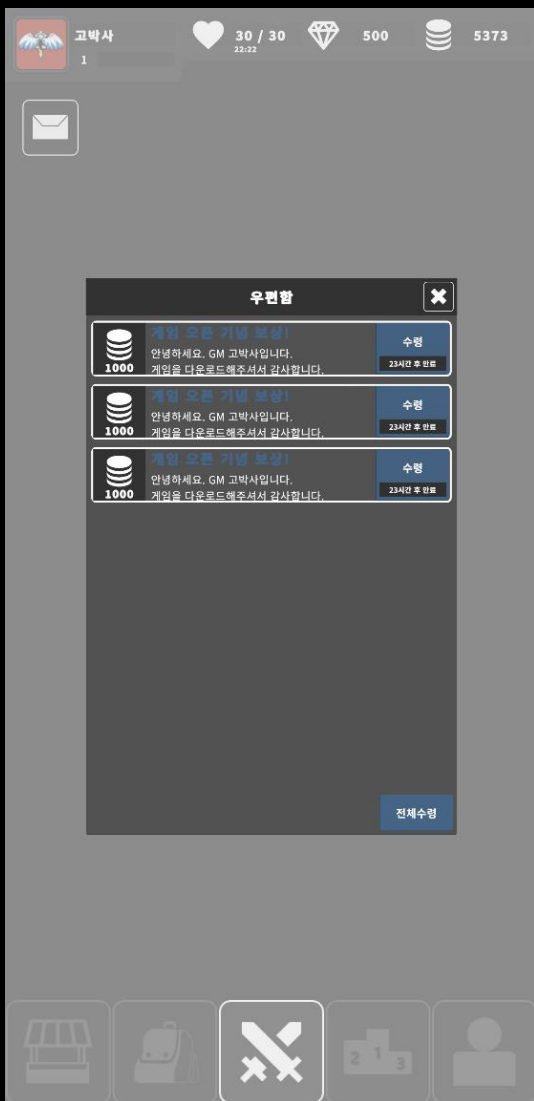 고박사
1
30 / 30
22:22
500
5373
우편함
게임 오픈 기념 보상!
안녕하세요. GM 고박사입니다.
게임을 다운로드해주셔서 감사합니다.
1000
수령
23시간 후 만료
게임 오픈 기념 보상!
안녕하세요. GM 고박사입니다.
게임을 다운로드해주셔서 감사합니다.
1000
수령
23시간 후 만료
게임 오픈 기념 보상!
안녕하세요. GM 고박사입니다.
게임을 다운로드해주셔서 감사합니다.
1000
수령
23시간 후 만료
전체수령
2 1 3